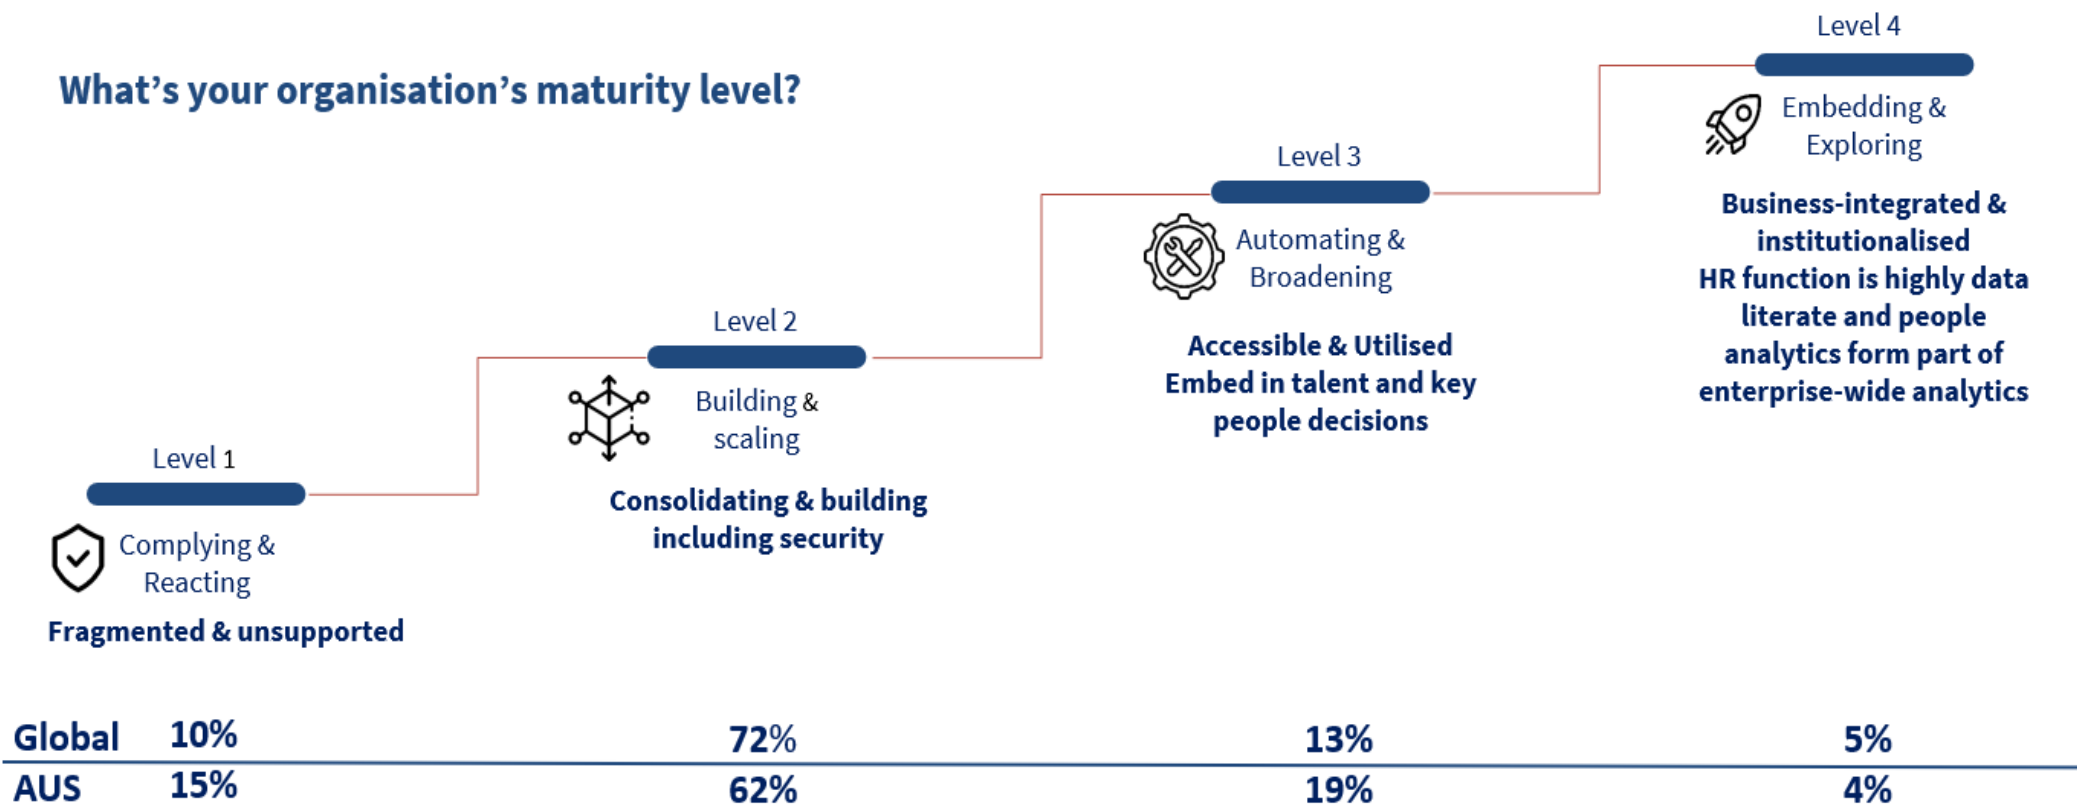 What's your organisation's maturity level?
Level 1
Complying &
Reacting
Fragmented & unsupported
Level 2
Building &
scaling
Consolidating & building
including security
Level 3
Automating &
Broadening
Accessible & Utilised
Embed in talent and key
people decisions
Level 4
Embedding &
Exploring
Business-integrated &
institutionalised
HR function is highly data
literate and people
analytics form part of
enterprise-wide analytics
Global 10% 72% 13% 5%
AUS 15% 62% 19% 4%